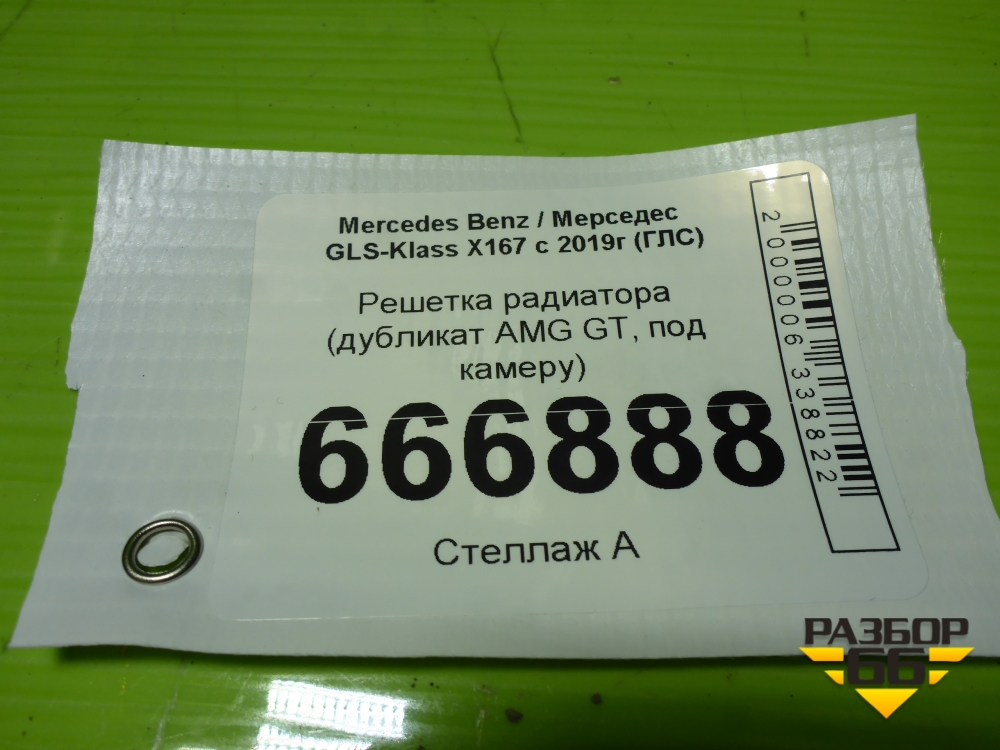 Mercedes Benz / Мерседес
GLS-Klass X167 с 2019г (ГЛС)
Решетка радиатора
(дубликат AMG GT, под
камеру)
666888
Стеллаж А
2000006338822
РАЗБОР
66